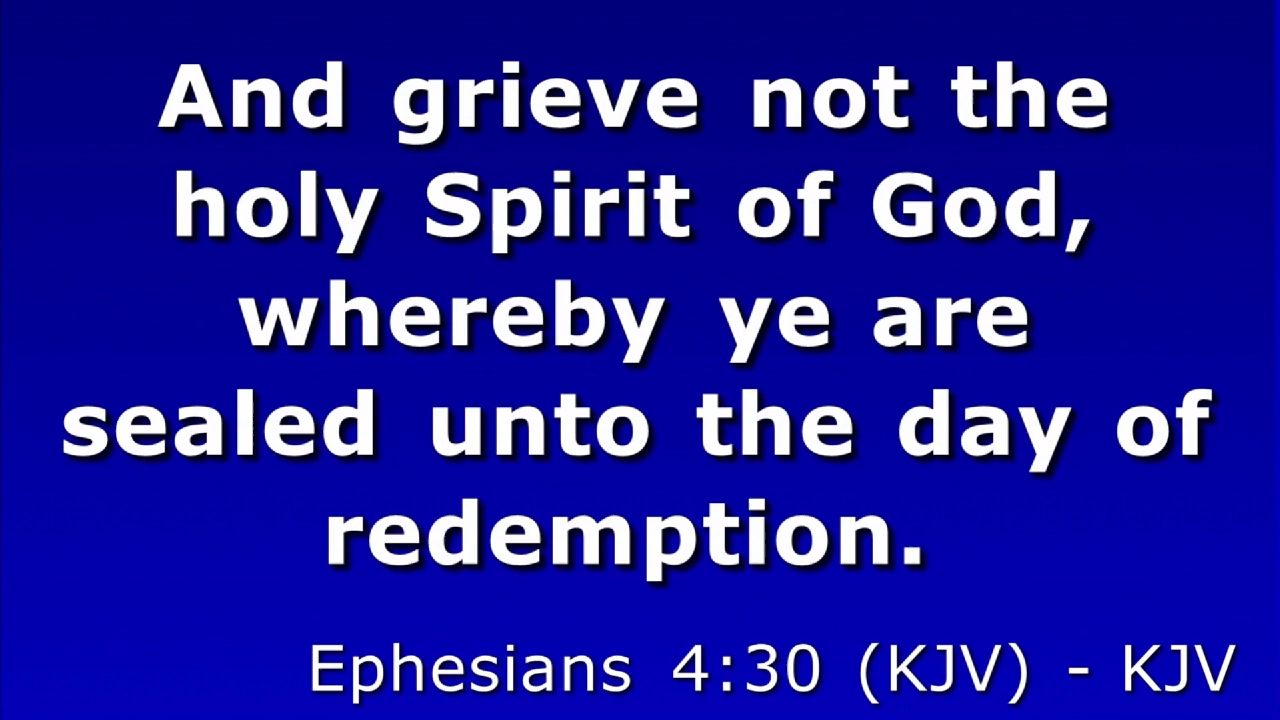 And grieve not the
holy Spirit of God,
whereby ye are
sealed unto the day of
redemption.
Ephesians 4:30 (KJV) - KJV